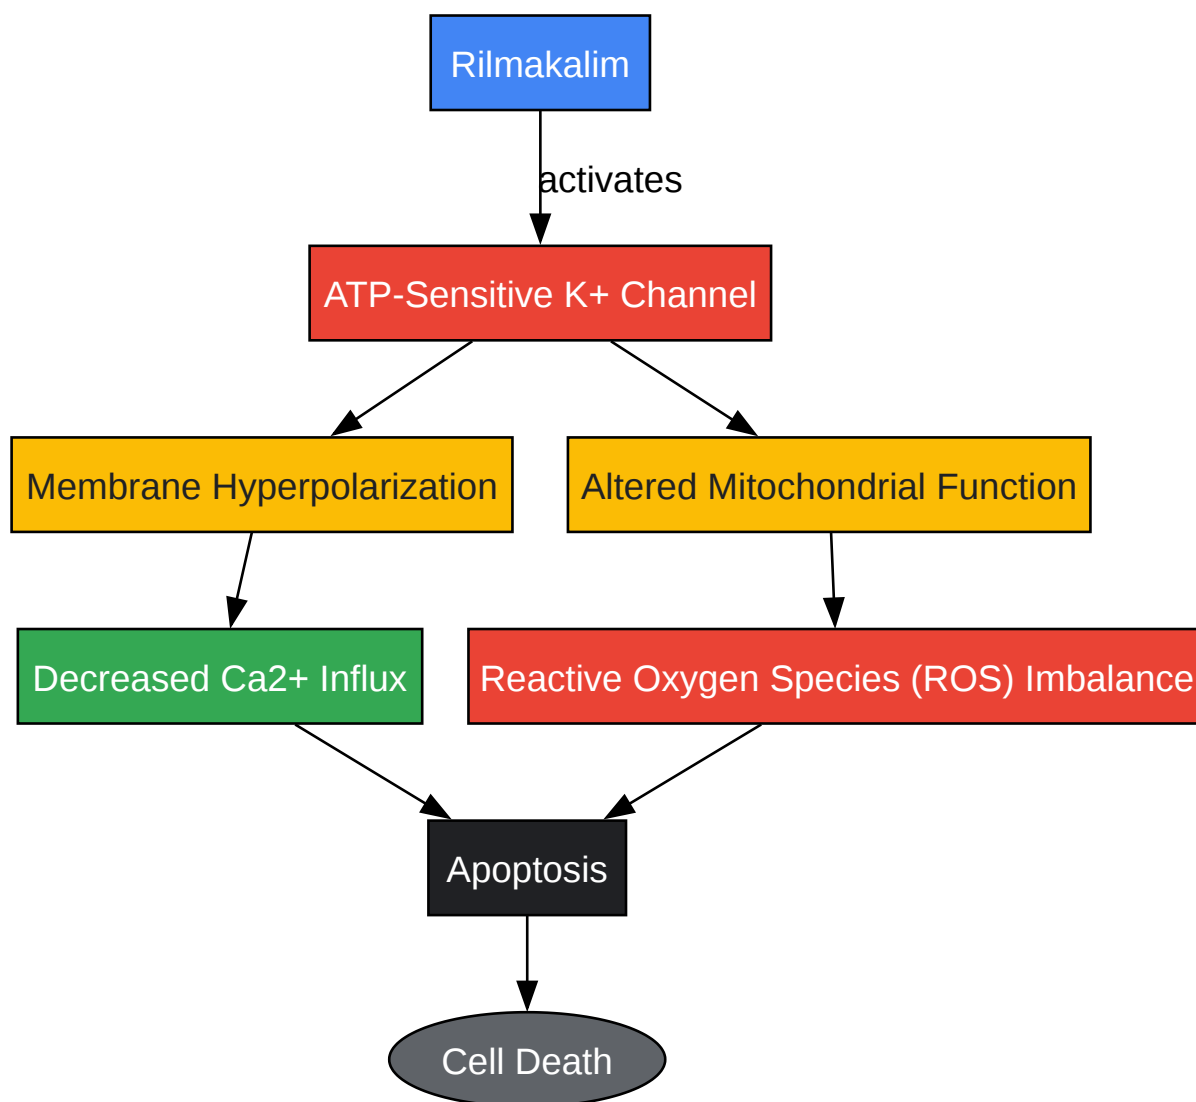 Rilmakalim
activates
ATP-Sensitive K+ Channel
Membrane Hyperpolarization
Altered Mitochondrial Function
Decreased Ca2+ Influx
Reactive Oxygen Species (ROS) Imbalance
Apoptosis
Cell Death